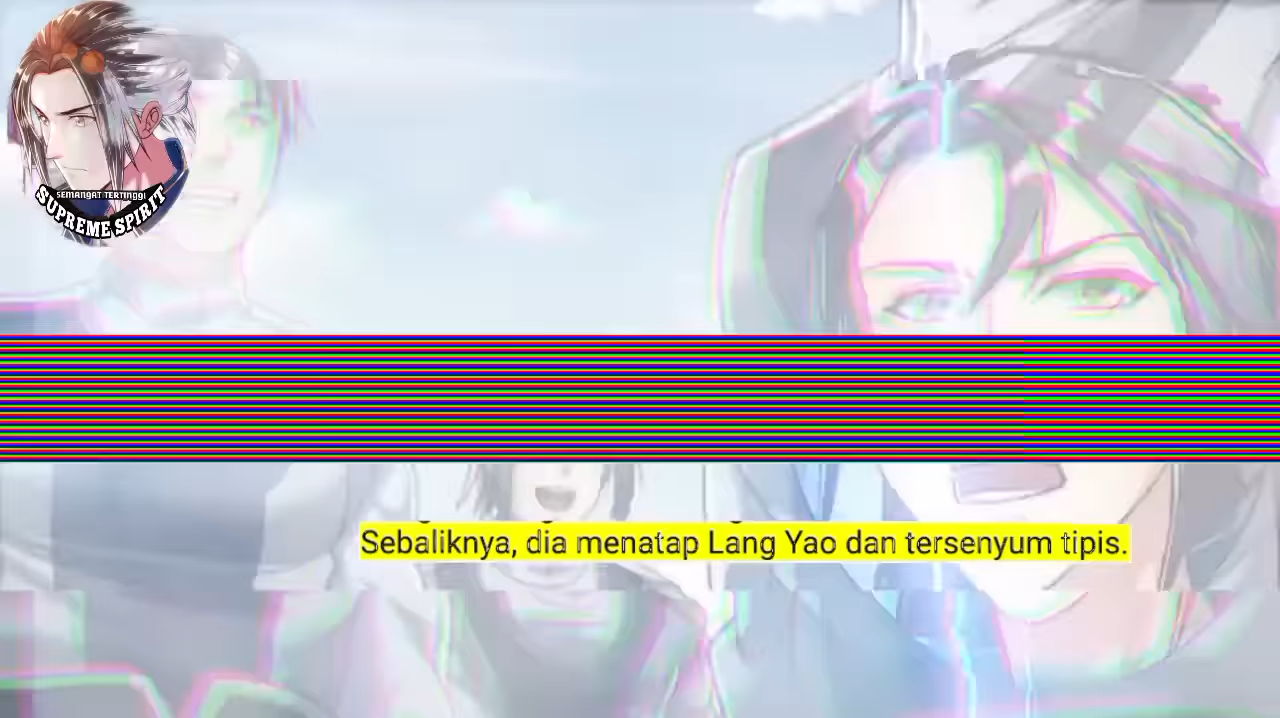 SEMANGAT TERTINGGI
SUPREME SPIRIT
Sebaliknya, dia menatap Lang Yao dan tersenyum tipis.